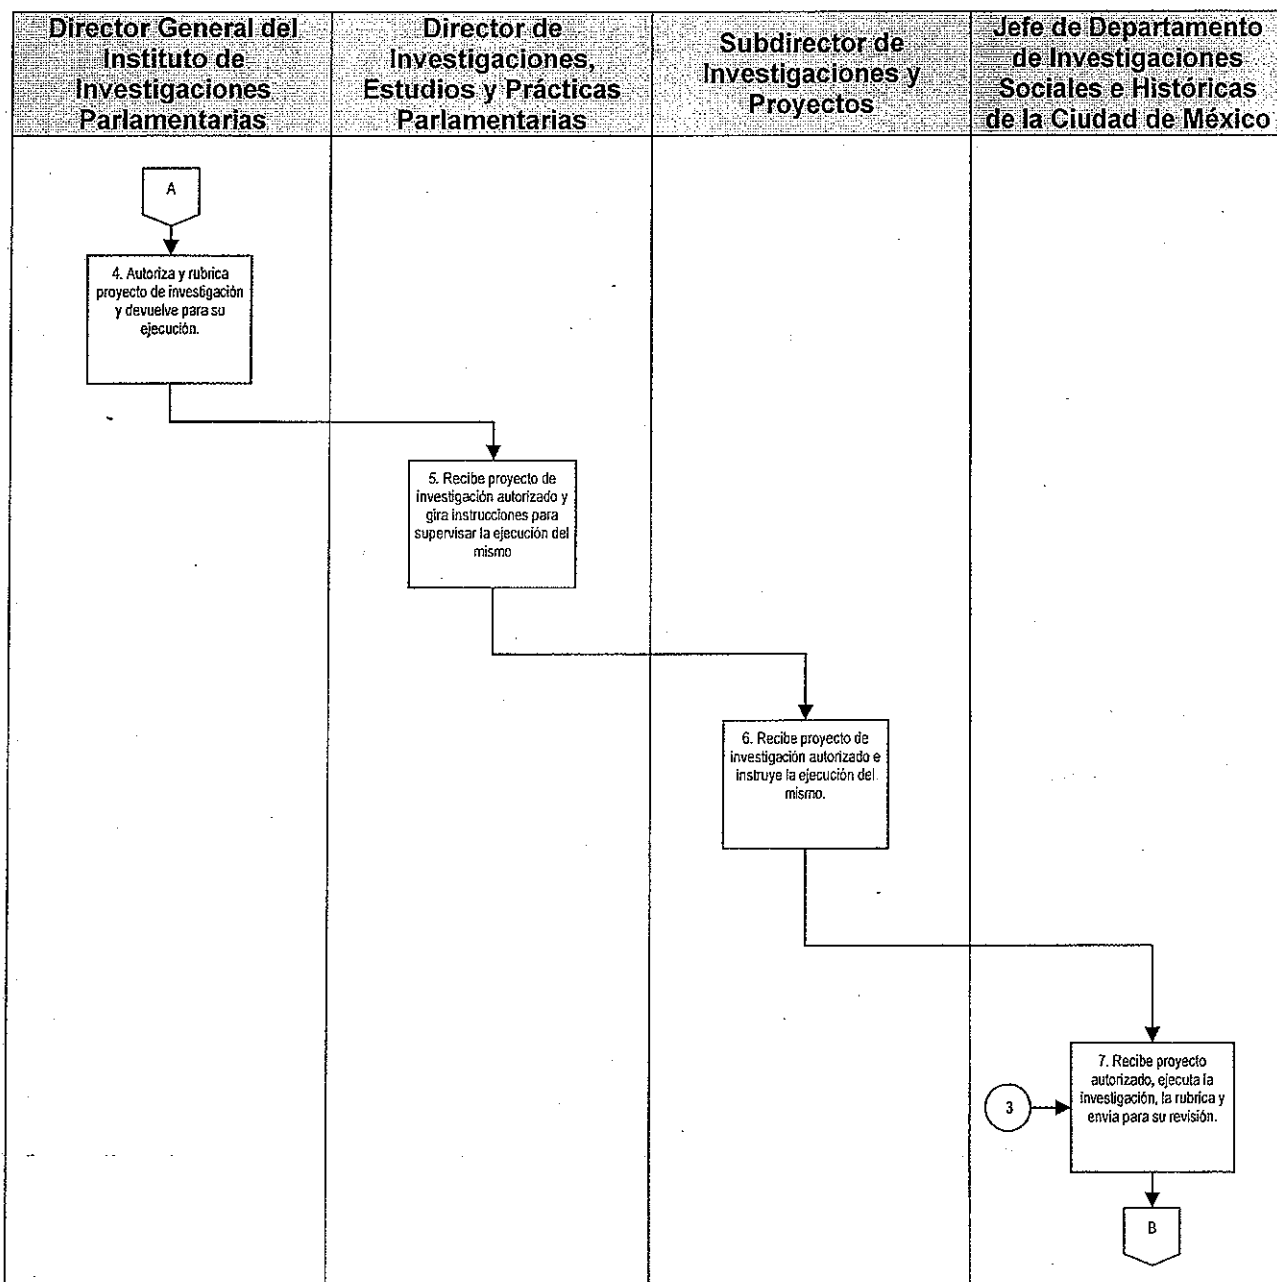 Director General del
Instituto de
Investigaciones
Parlamentarias
Director de
Investigaciones,
Estudios y Prácticas
Parlamentarias
Subdirector de
Investigaciones y
Proyectos
Jefe de Departamento
de Investigaciones
Sociales e Históricas
de la Ciudad de México
A
4. Autoriza y rubrica
proyecto de investigación
y devuelve para su
ejecución.
5. Recibe proyecto de
investigación autorizado y
gira instrucciones para
supervisar la ejecución del
mismo
6. Recibe proyecto de
investigación autorizado e
instruye la ejecución del
mismo.
7. Recibe proyecto
autorizado, ejecuta la
investigación, la rubrica y
envia para su revisión.
3
B